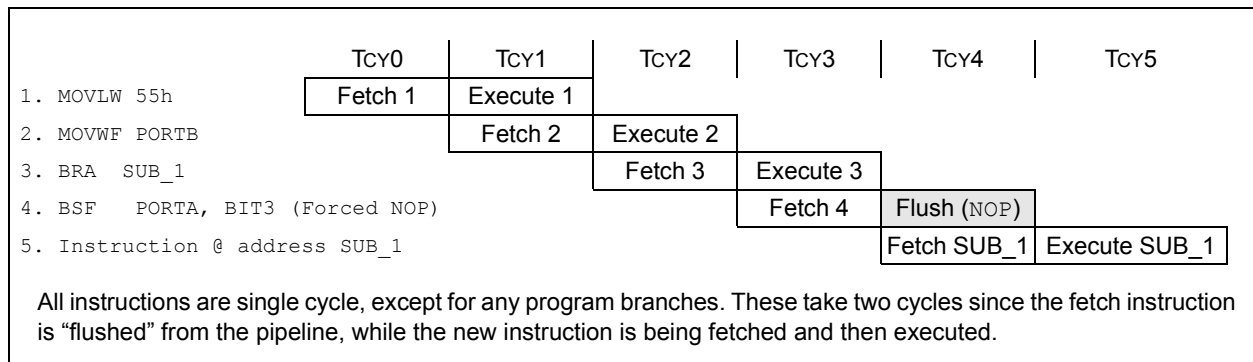 TCY0 TCY1 TCY2 TCY3 TCY4 TCY5
1. MOVLW 55h Fetch 1 Execute 1
2. MOVWF PORTB Fetch 2 Execute 2
3. BRA SUB_1 Fetch 3 Execute 3
4. BSF PORTA, BIT3 (Forced NOP) Fetch 4 Flush (NOP)
5. Instruction @ address SUB_1 Fetch SUB_1 Execute SUB_1
All instructions are single cycle, except for any program branches. These take two cycles since the fetch instruction
is “flushed” from the pipeline, while the new instruction is being fetched and then executed.